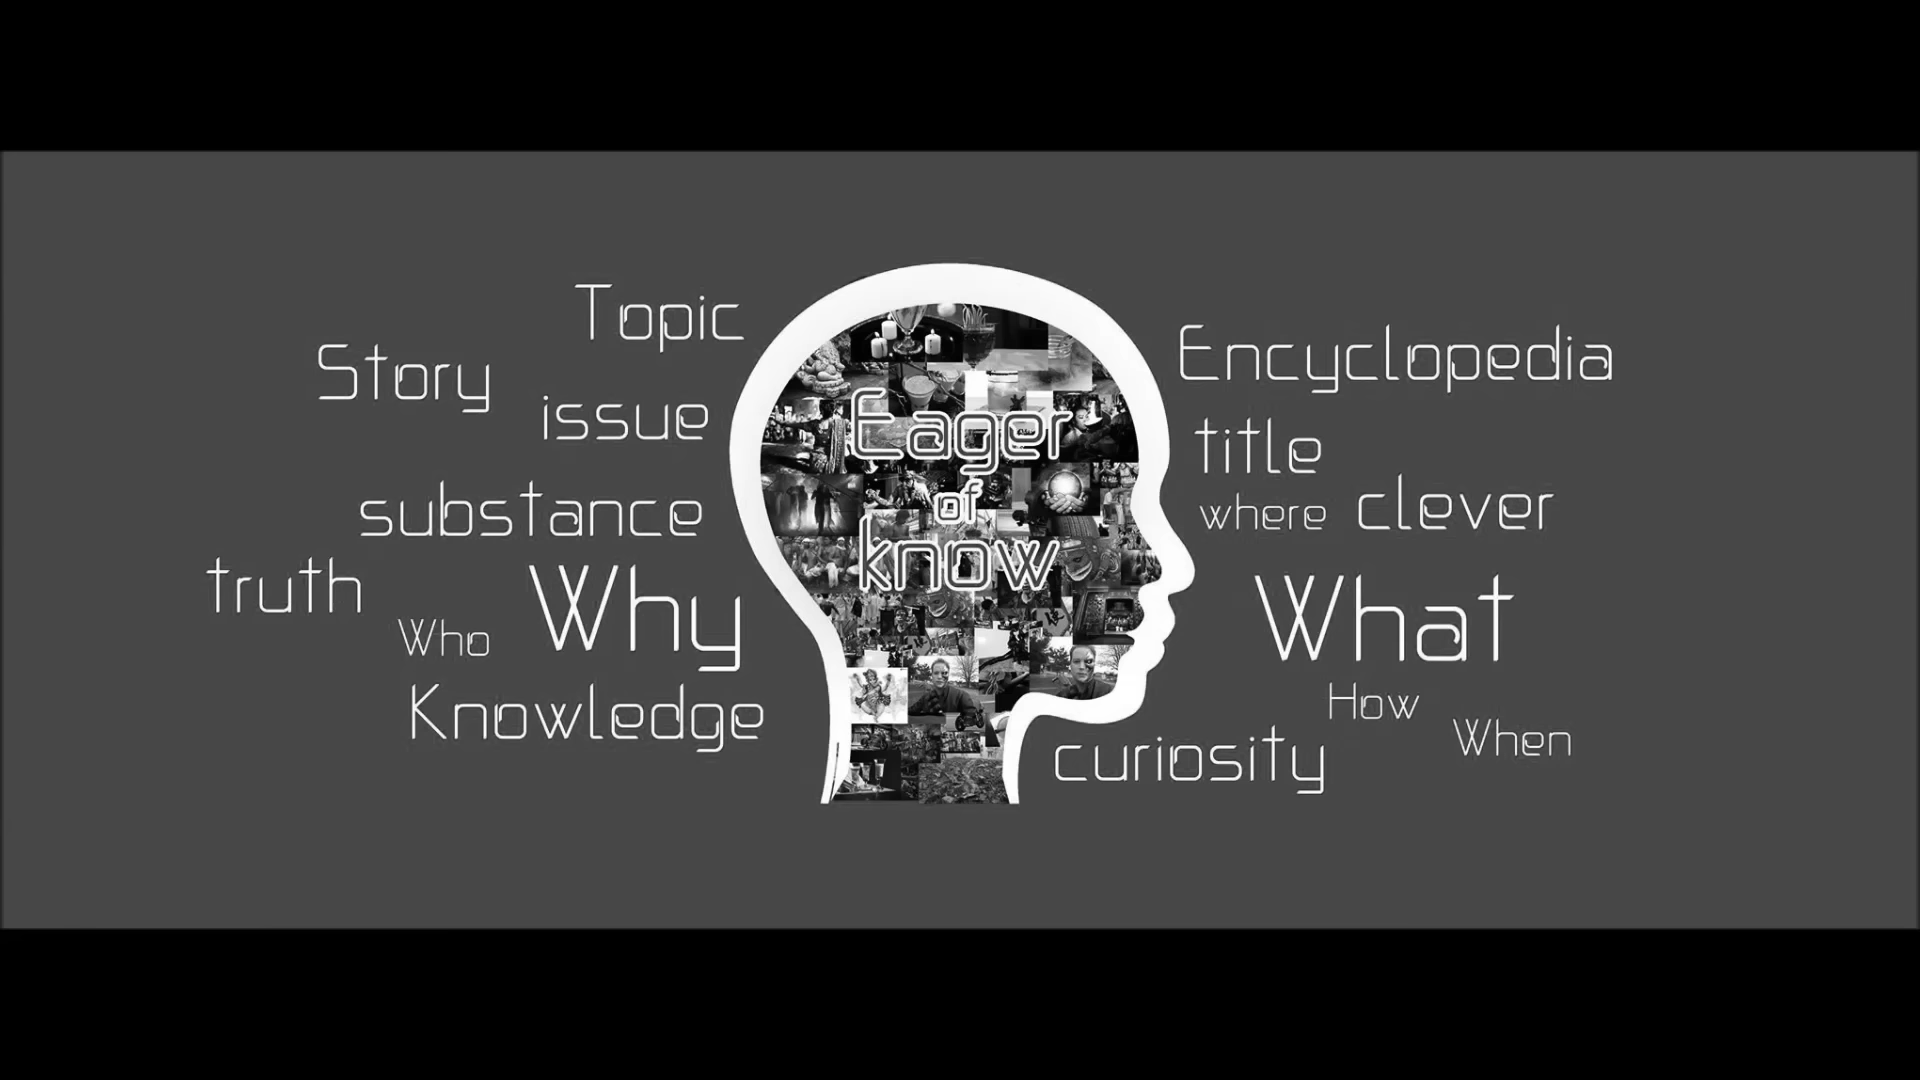 Topic
Story
issue
substance
truth
Who
Why
Knowledge
Eager
of
know
Encyclopedia
title
where
clever
What
How
When
curiosity